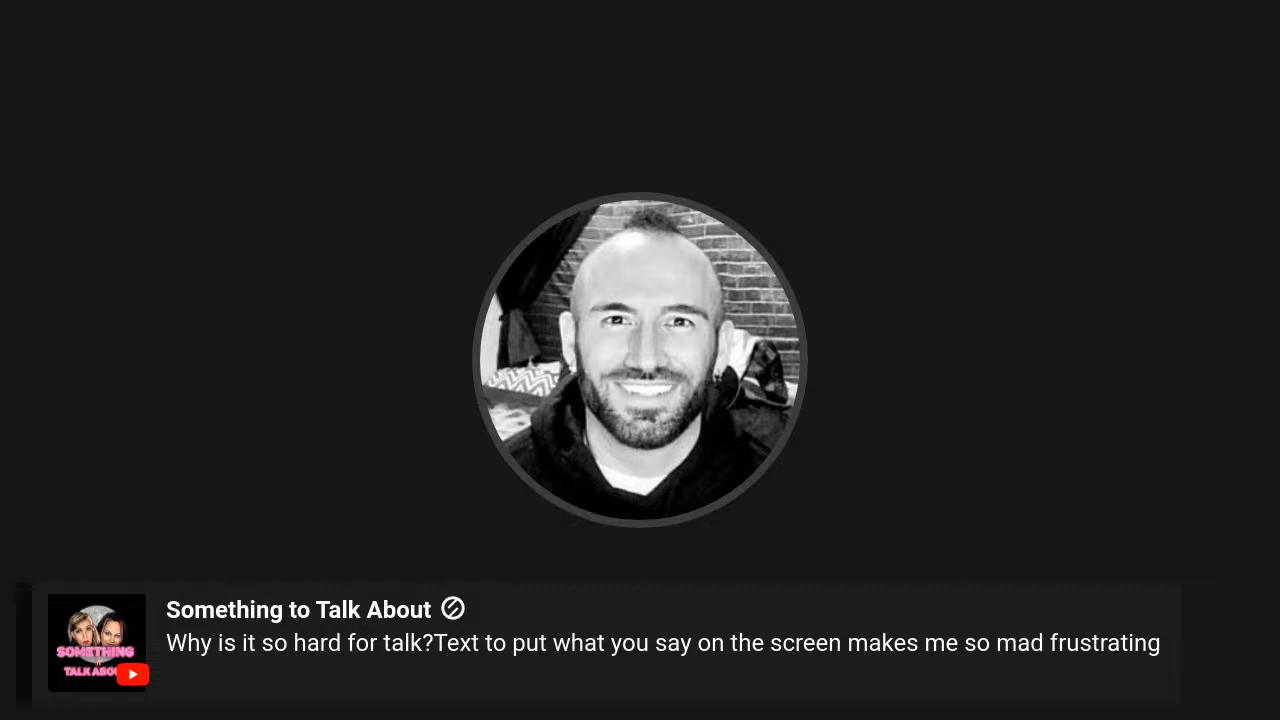 Something to Talk About
Why is it so hard for talk?Text to put what you say on the screen makes me so mad frustrating
SOMETHING
TALK ABOU